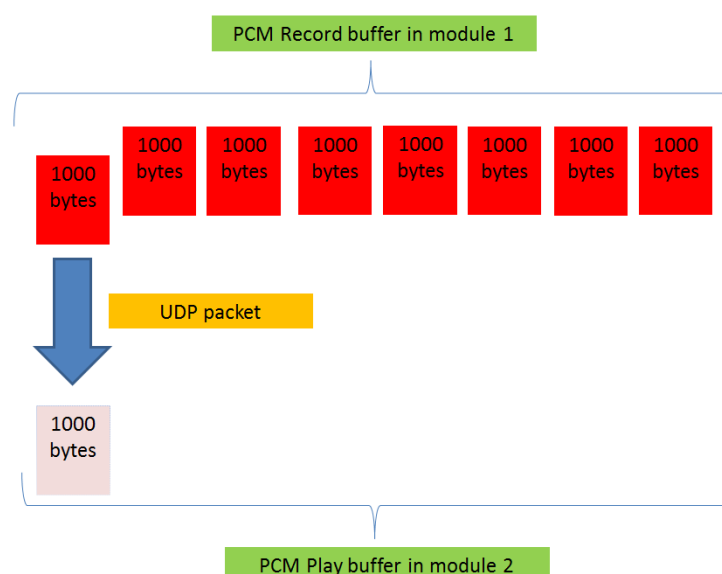 PCM Record buffer in module 1
1000
bytes
1000
bytes
1000
bytes
1000
bytes
1000
bytes
1000
bytes
1000
bytes
1000
bytes
UDP packet
1000
bytes
PCM Play buffer in module 2